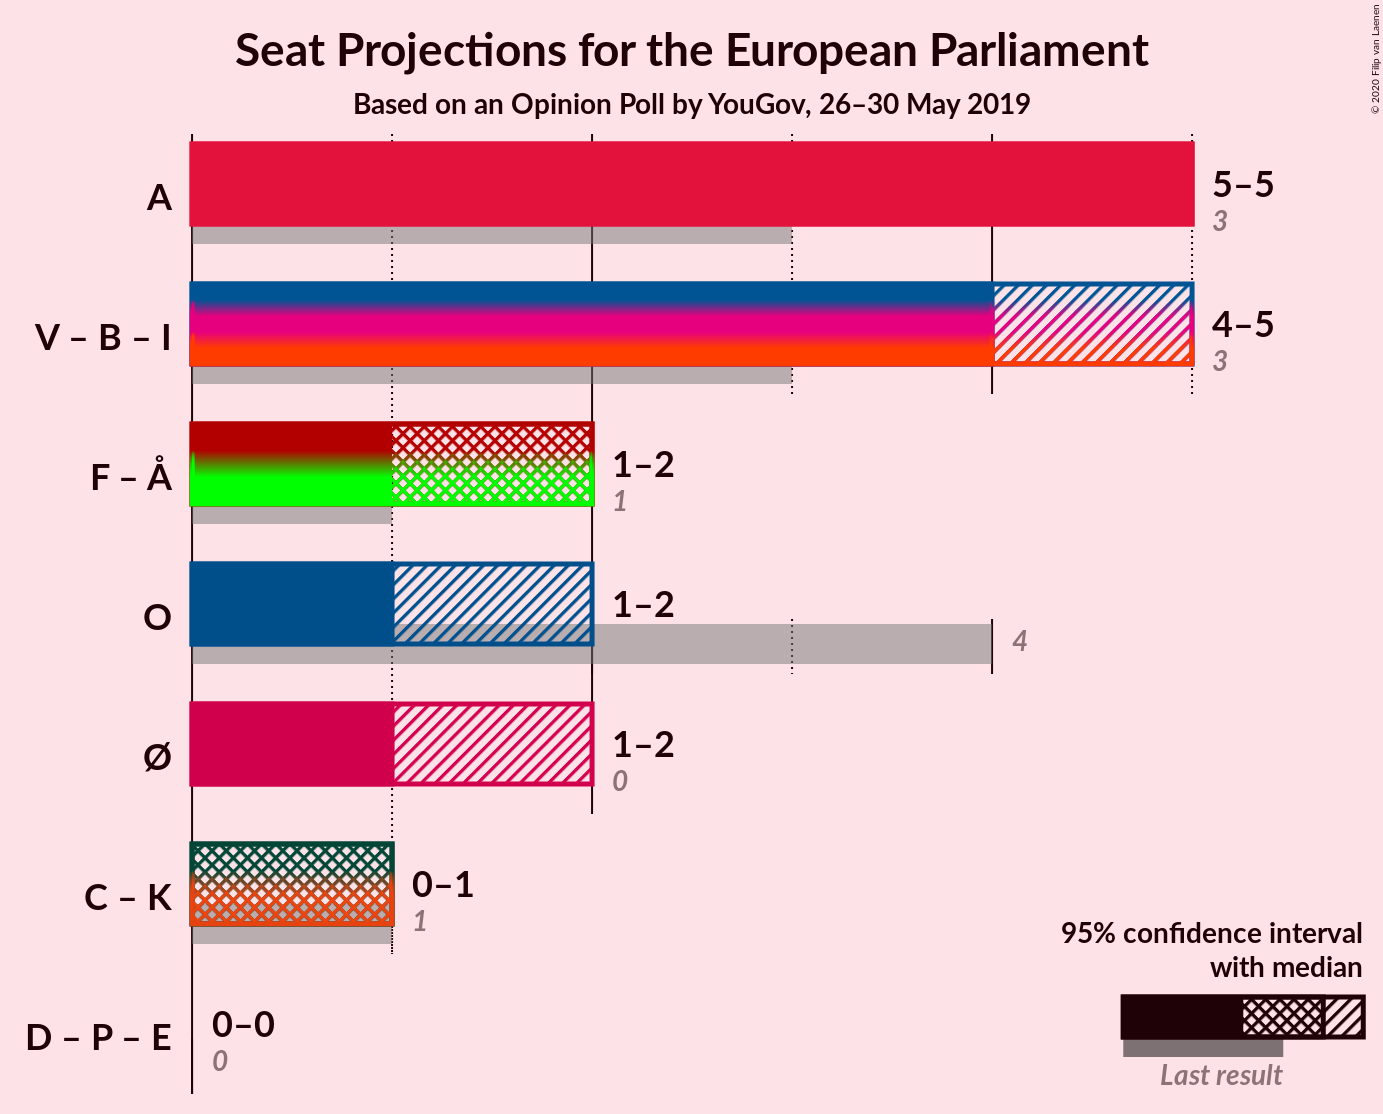 Seat Projections for the European Parliament
Based on an Opinion Poll by YouGov, 26–30 May 2019
© 2020 Filip van Laenen
A
5–5
3
V – B – I
4–5
3
F – Å
1–2
1
O
1–2
4
Ø
1–2
0
C – K
0–1
1
D – P – E
0–0
0
95% confidence interval
with median
Last result